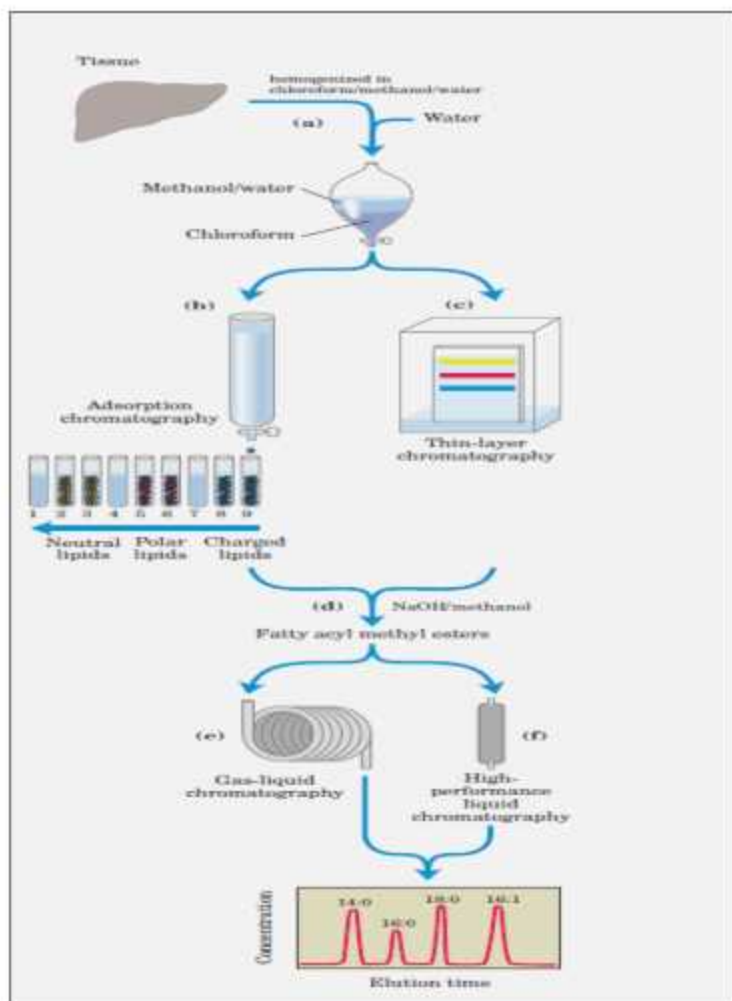 Tissue
homogenized in
chloroform/methanol/water
(a)
Water
Methanol/water
Chloroform
(b)
(c)
Adsorption
chromatography
Thin-layer
chromatography
1 2 3 4 5 6 7 8 9
Neutral Polar Charged
lipids lipids lipids
(d) NaOH/methanol
Fatty acyl methyl esters
(e)
(f)
Gas-liquid
chromatography
High-
performance
liquid
chromatography
Concentration
14:0
16:0
18:0
16:1
Elution time